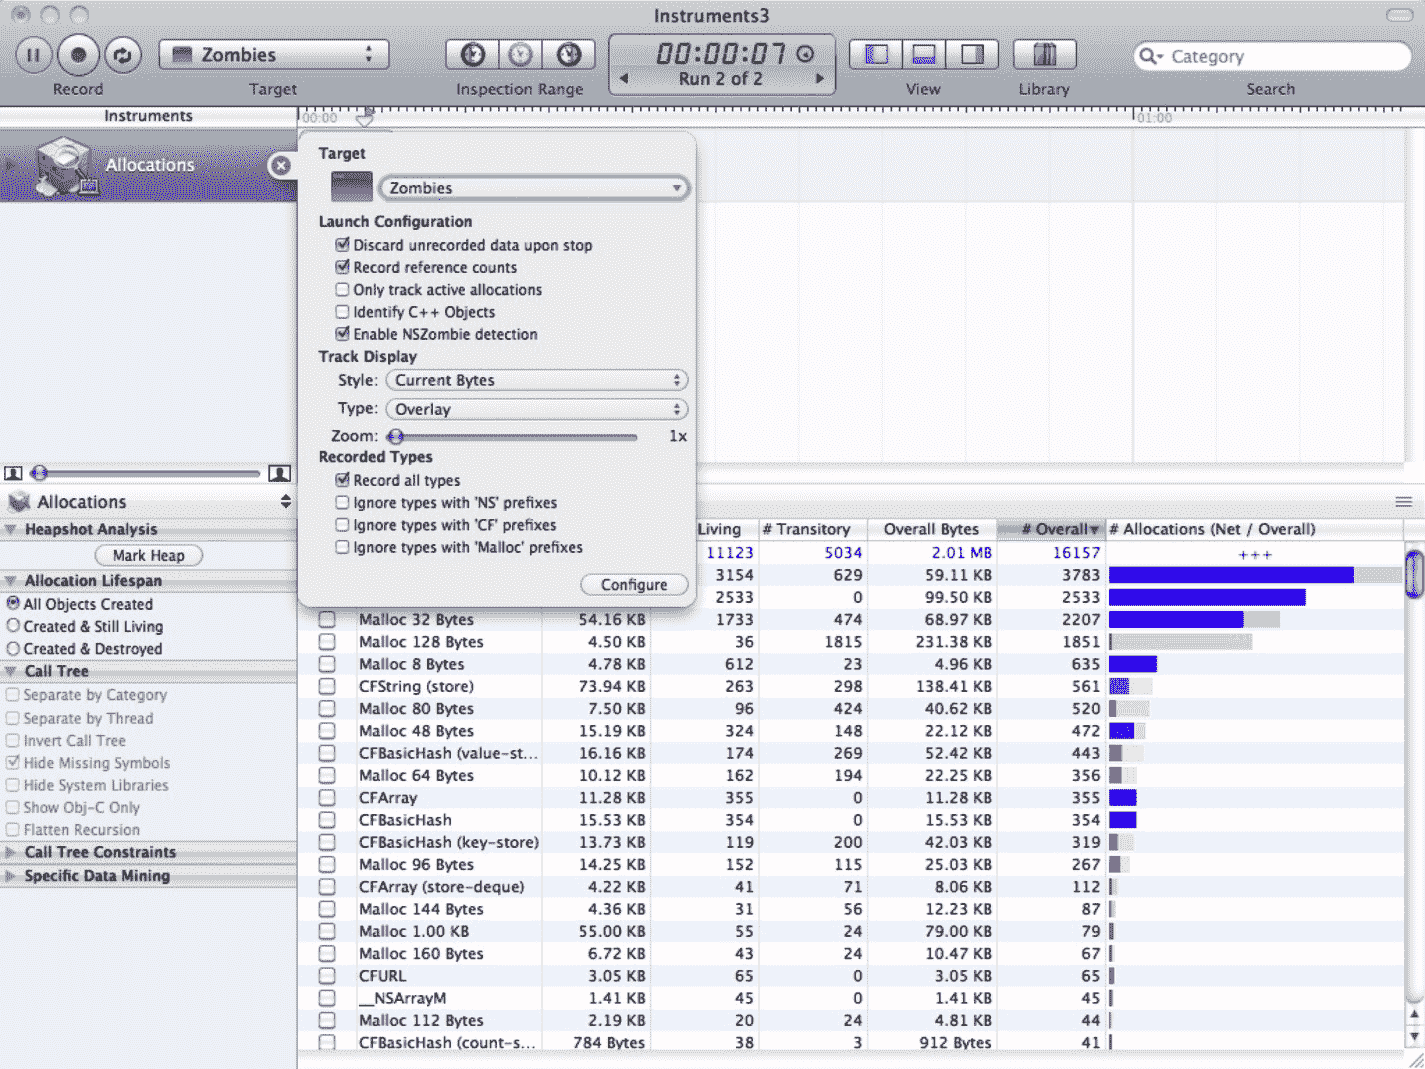 Instruments3
Zombies
00:00:07
Run 2 of 2
Category
Record
Target
Inspection Range
View
Library
Search
Instruments
00:00
01:00
Allocations
Target
Zombies
Launch Configuration
Discard unrecorded data upon stop
Record reference counts
Only track active allocations
Identify C++ Objects
Enable NSZombie detection
Track Display
Style: Current Bytes
Type: Overlay
Zoom: 1x
Recorded Types
Record all types
Ignore types with 'NS' prefixes
Ignore types with 'CF' prefixes
Ignore types with 'Malloc' prefixes
Configure
Allocations
Heapshot Analysis
Mark Heap
Allocation Lifespan
All Objects Created
Created & Still Living
Created & Destroyed
Call Tree
Separate by Category
Separate by Thread
Invert Call Tree
Hide Missing Symbols
Hide System Libraries
Show Obj-C Only
Flatten Recursion
Call Tree Constraints
Specific Data Mining
Living # Transitory Overall Bytes # Overall # Allocations (Net / Overall)
11123 5034 2.01 MB 16157 +++
3154 629 59.11 KB 3783
2533 0 99.50 KB 2533
Malloc 32 Bytes 54.16 KB 1733 474 68.97 KB 2207
Malloc 128 Bytes 4.50 KB 36 1815 231.38 KB 1851
Malloc 8 Bytes 4.78 KB 612 23 4.96 KB 635
CFString (store) 73.94 KB 263 298 138.41 KB 561
Malloc 80 Bytes 7.50 KB 96 424 40.62 KB 520
Malloc 48 Bytes 15.19 KB 324 148 22.12 KB 472
CFBasicHash (value-st... 16.16 KB 174 269 52.42 KB 443
Malloc 64 Bytes 10.12 KB 162 194 22.25 KB 356
CFArray 11.28 KB 355 0 11.28 KB 355
CFBasicHash 15.53 KB 354 0 15.53 KB 354
CFBasicHash (key-store) 13.73 KB 119 200 42.03 KB 319
Malloc 96 Bytes 14.25 KB 152 115 25.03 KB 267
CFArray (store-deque) 4.22 KB 41 71 8.06 KB 112
Malloc 144 Bytes 4.36 KB 31 56 12.23 KB 87
Malloc 1.00 KB 55.00 KB 55 24 79.00 KB 79
Malloc 160 Bytes 6.72 KB 43 24 10.47 KB 67
CFURL 3.05 KB 65 0 3.05 KB 65
__NSArrayM 1.41 KB 45 0 1.41 KB 45
Malloc 112 Bytes 2.19 KB 20 24 4.81 KB 44
CFBasicHash (count-s... 784 Bytes 38 3 912 Bytes 41